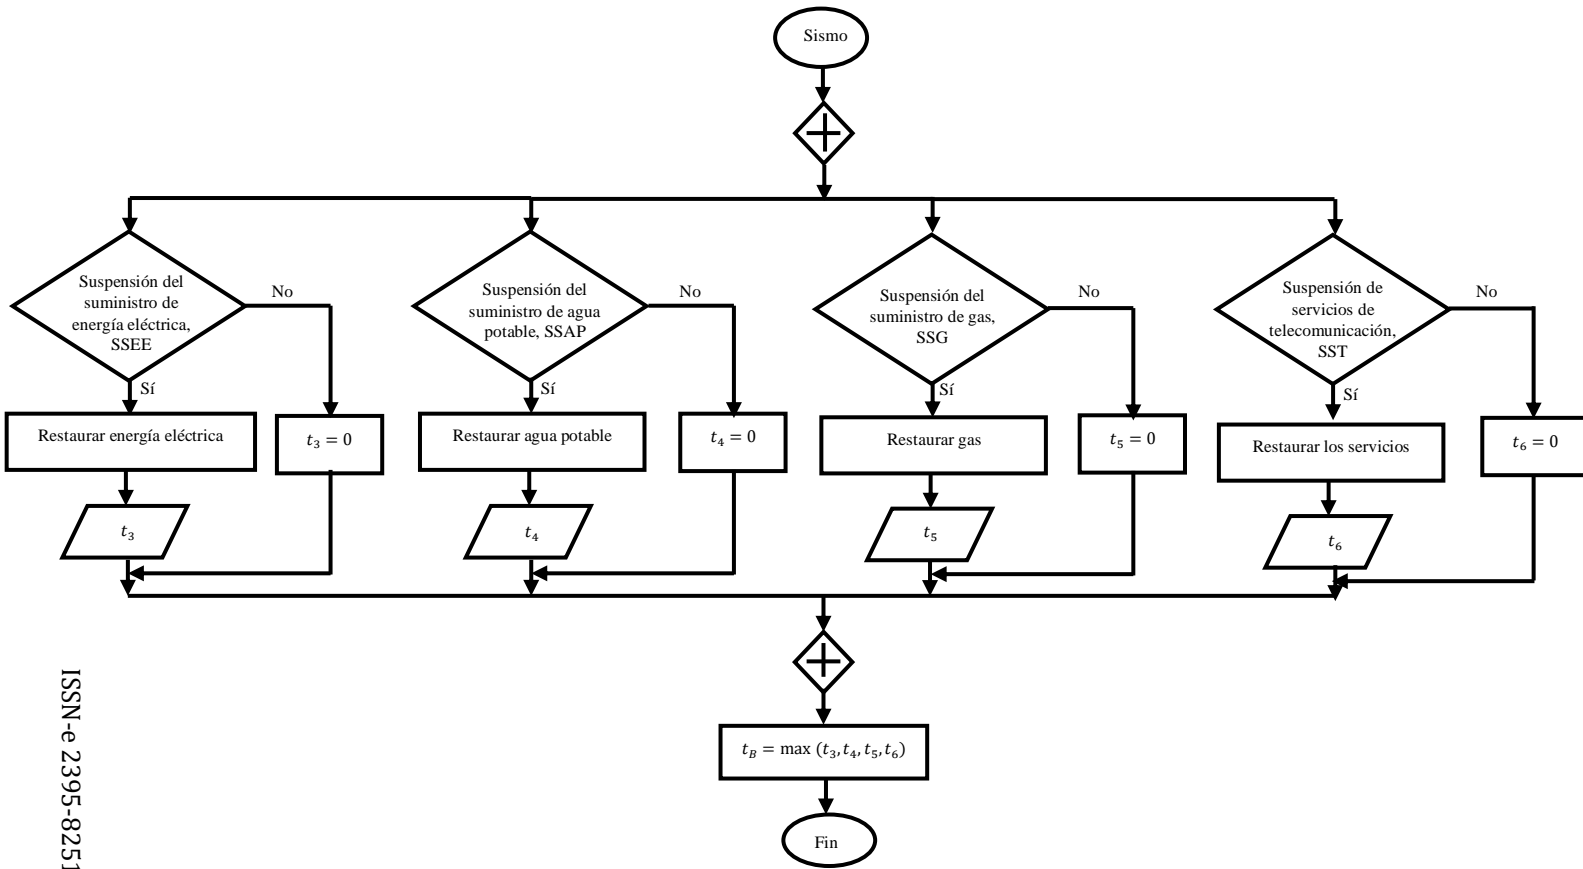 Sismo
Suspensión del
suministro de
energía eléctrica,
SSEE
No
Sí
Restaurar energía eléctrica
t₃ = 0
t₃
Suspensión del
suministro de agua
potable, SSAP
No
Sí
Restaurar agua potable
t₄ = 0
t₄
Suspensión del
suministro de gas,
SSG
No
Sí
Restaurar gas
t₅ = 0
t₅
Suspensión de
servicios de
telecomunicación,
SST
No
Sí
Restaurar los servicios
t₆ = 0
t₆
t_B = max (t₃, t₄, t₅, t₆)
Fin
ISSN-e 2395-8251